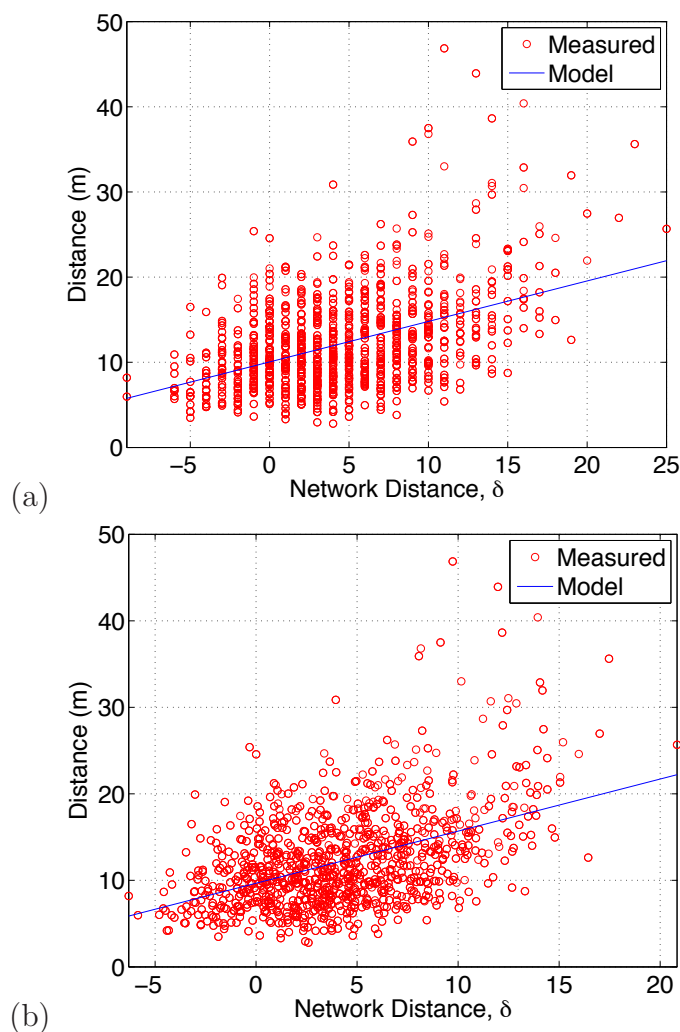 50
Measured
Model
40
30
20
10
0
Distance (m)
−5 0 5 10 15 20 25
Network Distance, δ
(a)
50
Measured
Model
40
30
20
10
0
Distance (m)
−5 0 5 10 15 20
Network Distance, δ
(b)